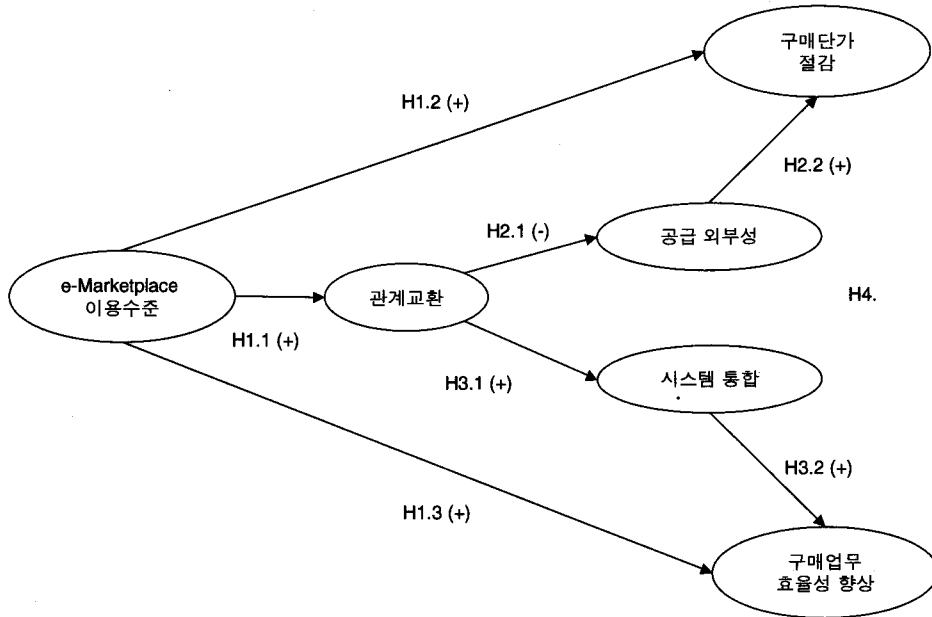 구매단가
절감
H1.2 (+)
H2.2 (+)
H2.1 (-)
공급 외부성
e-Marketplace
이용수준
관계교환
H4.
H1.1 (+)
H3.1 (+)
시스템 통합
H3.2 (+)
H1.3 (+)
구매업무
효율성 향상